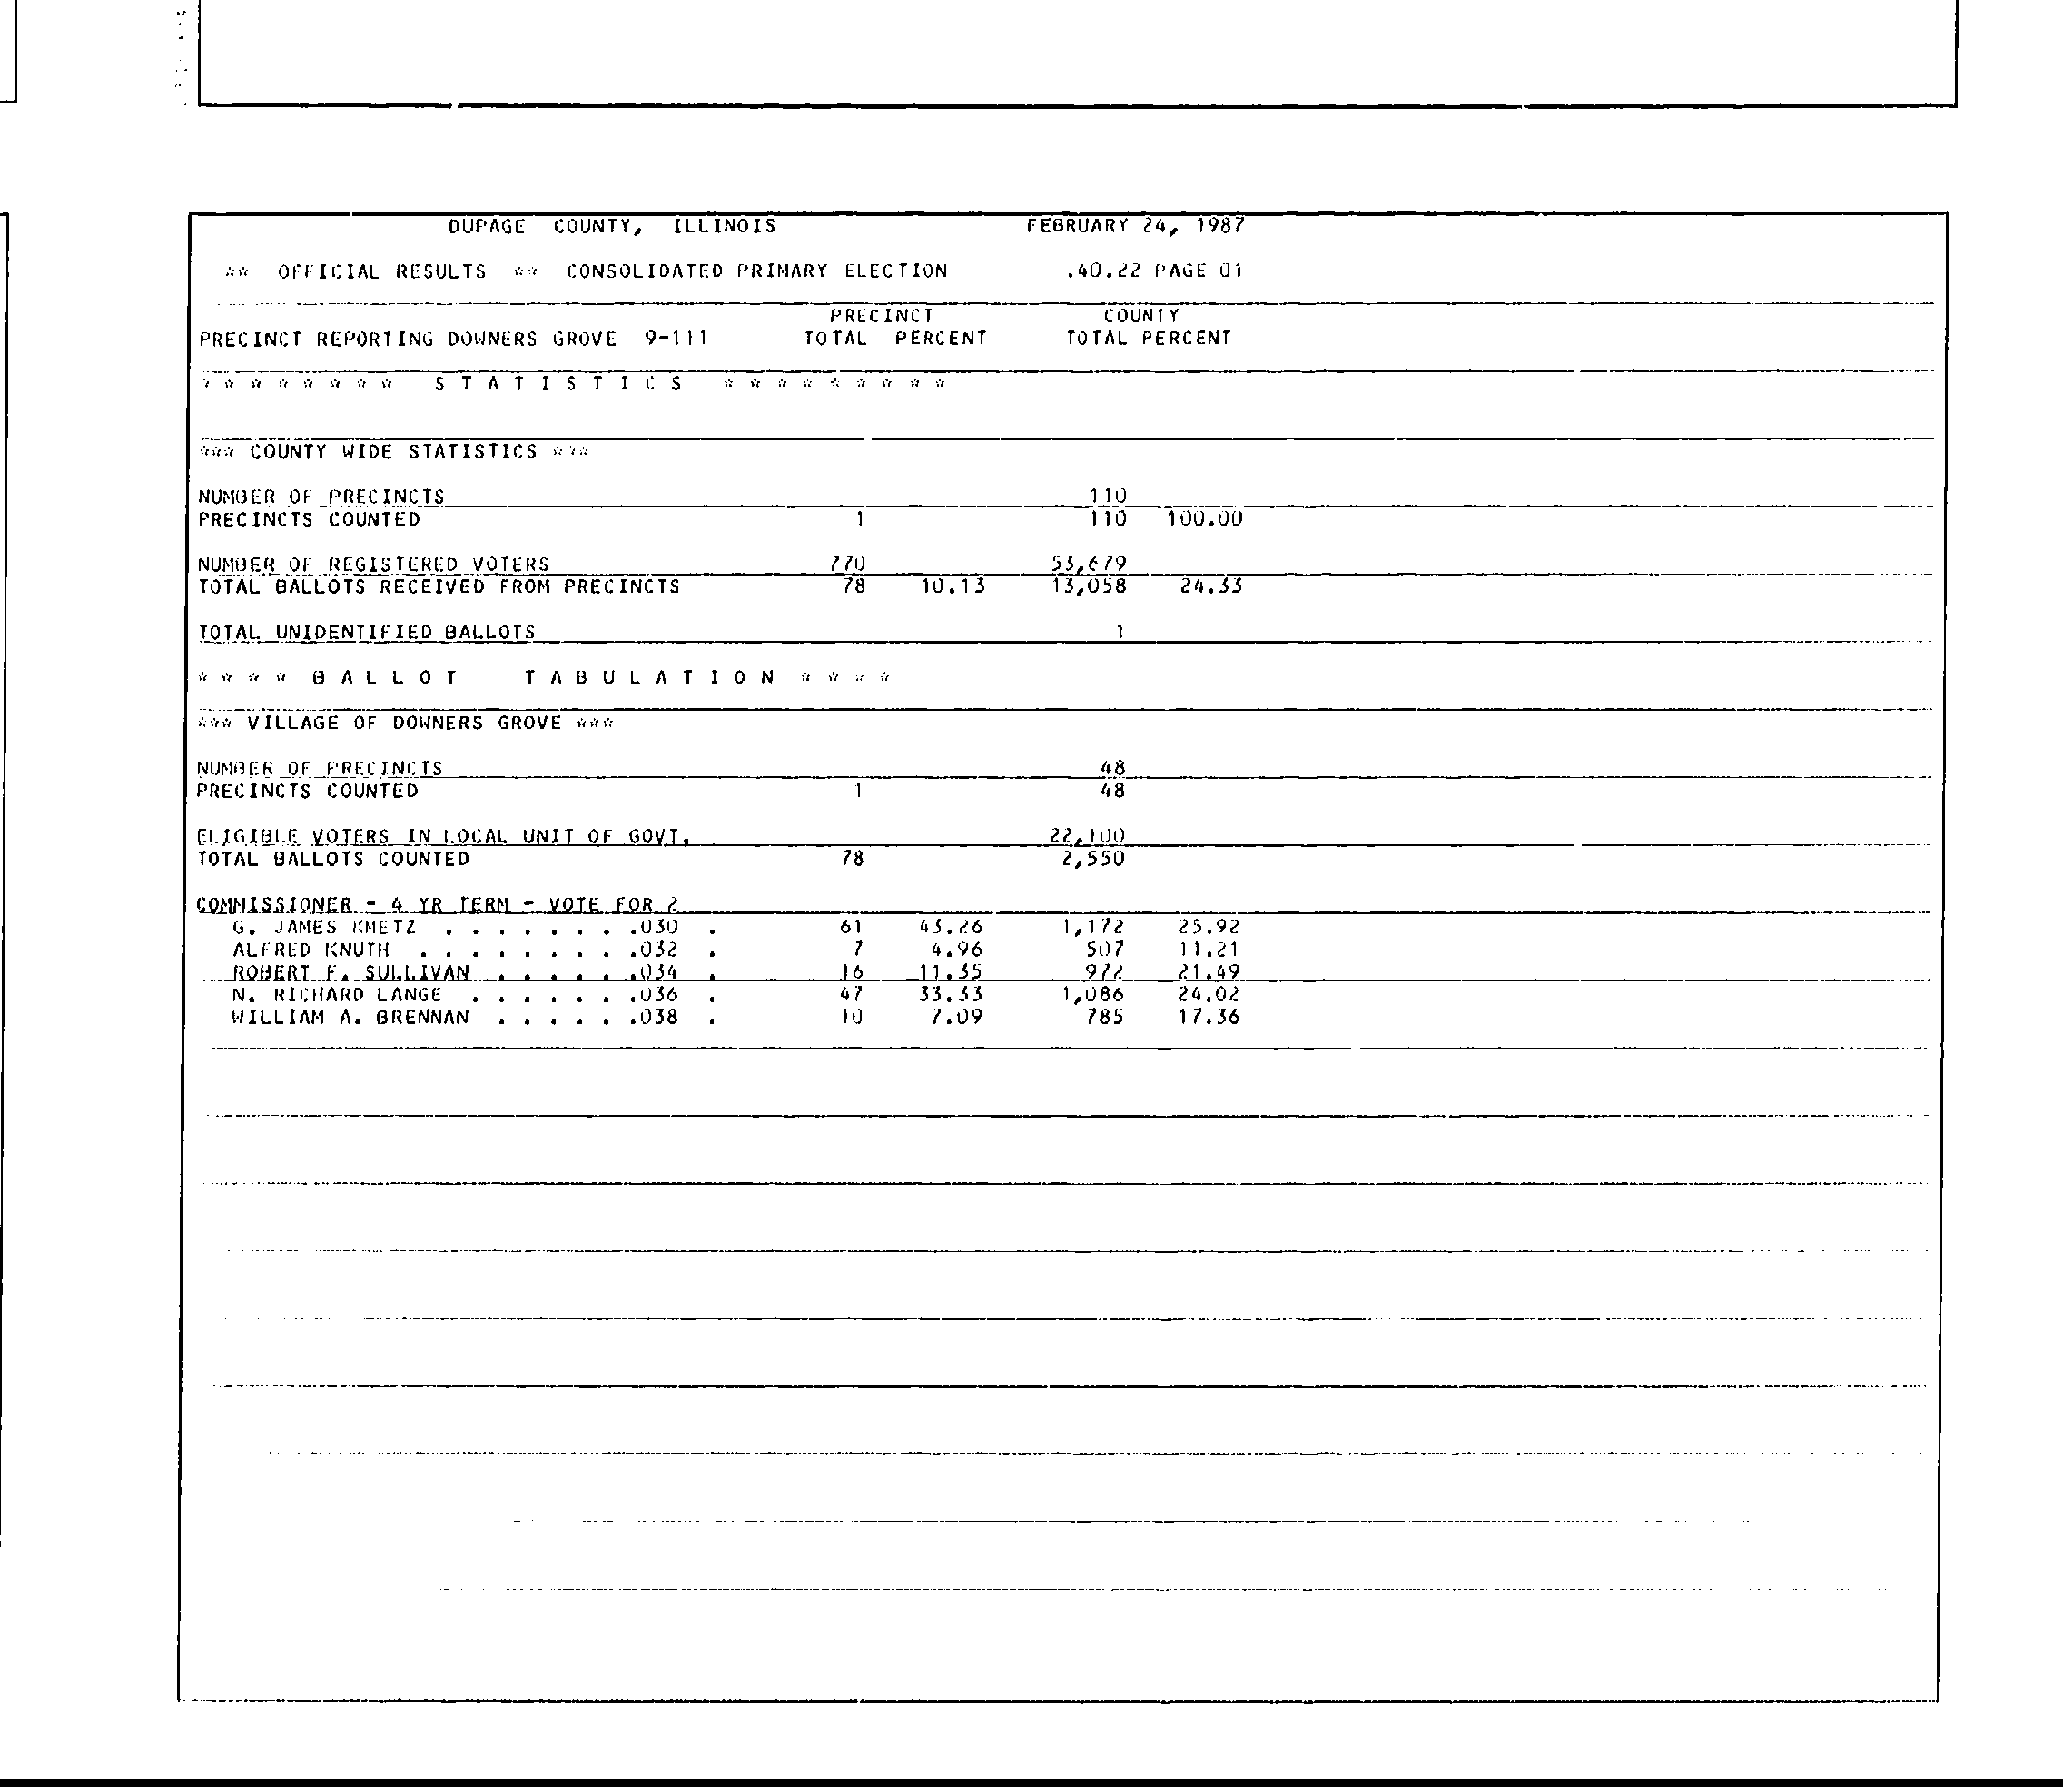 DUPAGE COUNTY, ILLINOIS FEBRUARY 24, 1987
** OFFICIAL RESULTS ** CONSOLIDATED PRIMARY ELECTION .40.22 PAGE 01
PRECINCT COUNTY
PRECINCT REPORTING DOWNERS GROVE 9-111 TOTAL PERCENT TOTAL PERCENT
* * * * * * * * S T A T I S T I C S * * * * * * * * *
*** COUNTY WIDE STATISTICS ***
NUMBER OF PRECINCTS 110
PRECINCTS COUNTED 1 110 100.00
NUMBER OF REGISTERED VOTERS 770 53,679
TOTAL BALLOTS RECEIVED FROM PRECINCTS 78 10.13 13,058 24.33
TOTAL UNIDENTIFIED BALLOTS 1
* * * * B A L L O T T A B U L A T I O N * * * *
*** VILLAGE OF DOWNERS GROVE ***
NUMBER OF PRECINCTS 48
PRECINCTS COUNTED 1 48
ELIGIBLE VOTERS IN LOCAL UNIT OF GOVT. 22,100
TOTAL BALLOTS COUNTED 78 2,550
COMMISSIONER - 4 YR TERM - VOTE FOR 2
G. JAMES KMETZ . . . . . . . .030 . 61 43.26 1,172 25.92
ALFRED KNUTH . . . . . . . . .032 . 7 4.96 507 11.21
ROBERT F. SULLIVAN . . . . . .034 . 16 11.35 972 21.49
N. RICHARD LANGE . . . . . . .036 . 47 33.33 1,086 24.02
WILLIAM A. BRENNAN . . . . . .038 . 10 7.09 785 17.36